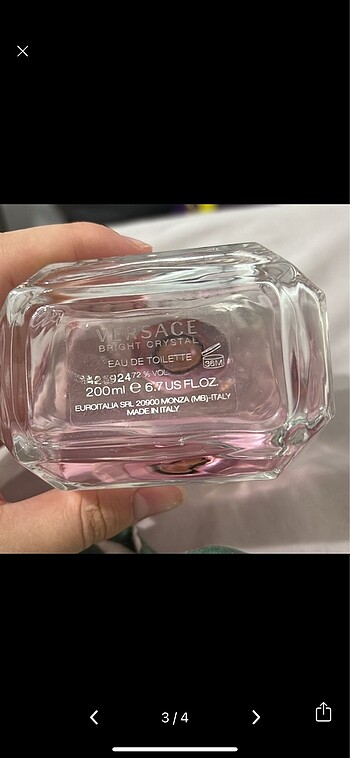 VERSACE
BRIGHT CRYSTAL
EAU DE TOILETTE
36M
72 % VOL
200ml e 6.7 US FL.OZ.
EUROITALIA SRL 20900 MONZA (MB)-ITALY
MADE IN ITALY
3/4